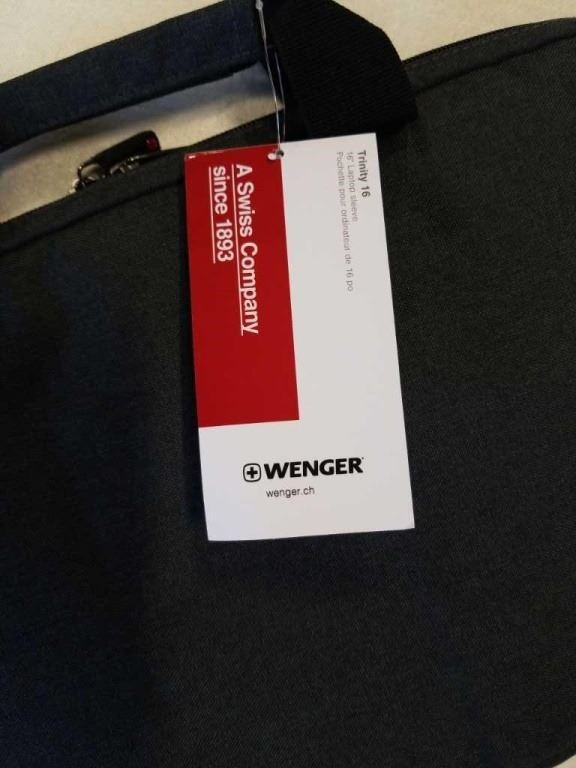 A Swiss Company
since 1893
Trinity 16
16" Laptop sleeve
Pochette pour ordinateur de 16 po
WENGER
wenger.ch